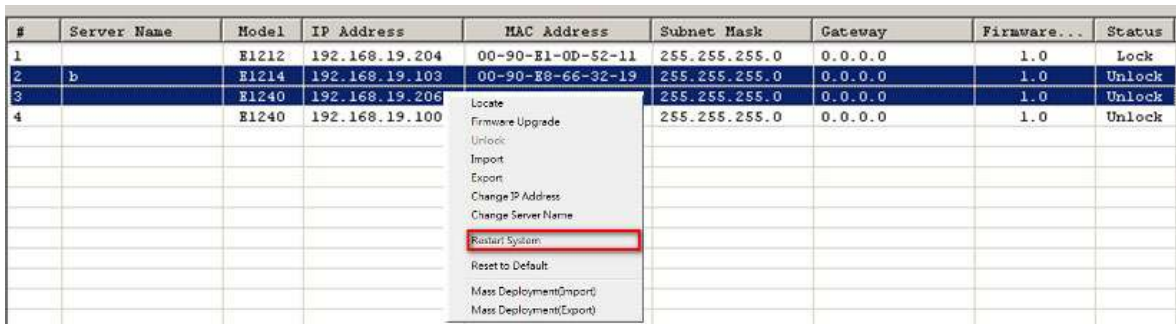 # Server Name Model IP Address MAC Address Subnet Mask Gateway Firmware... Status
1 E1212 192.168.19.204 00-90-E1-0D-52-11 255.255.255.0 0.0.0.0 1.0 Lock
2 b E1214 192.168.19.103 00-90-E8-66-32-19 255.255.255.0 0.0.0.0 1.0 Unlock
3 E1240 192.168.19.206 255.255.255.0 0.0.0.0 1.0 Unlock
4 E1240 192.168.19.100 255.255.255.0 0.0.0.0 1.0 Unlock
Locate
Firmware Upgrade
Unlock
Import
Export
Change IP Address
Change Server Name
Restart System
Reset to Default
Mass Deployment(Import)
Mass Deployment(Export)